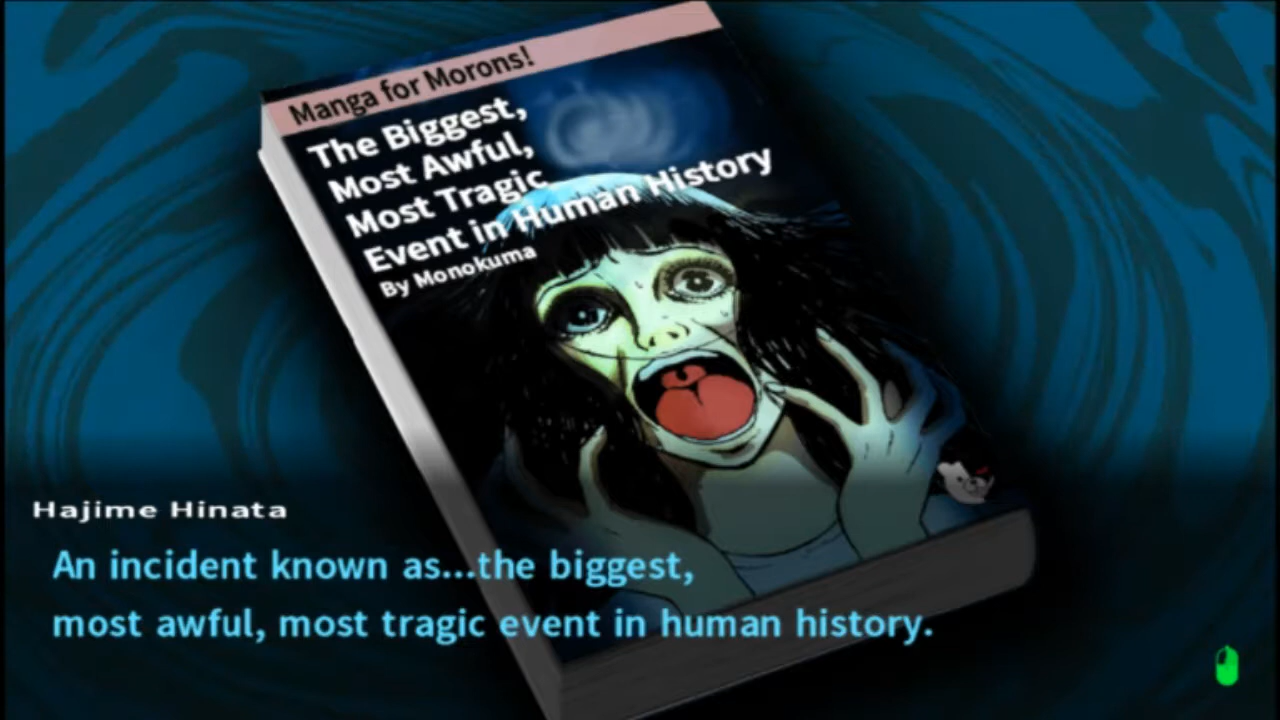 Manga for Morons!
The Biggest,
Most Awful,
Most Tragic
Event in Human History
By Monokuma
Hajime Hinata
An incident known as...the biggest,
most awful, most tragic event in human history.